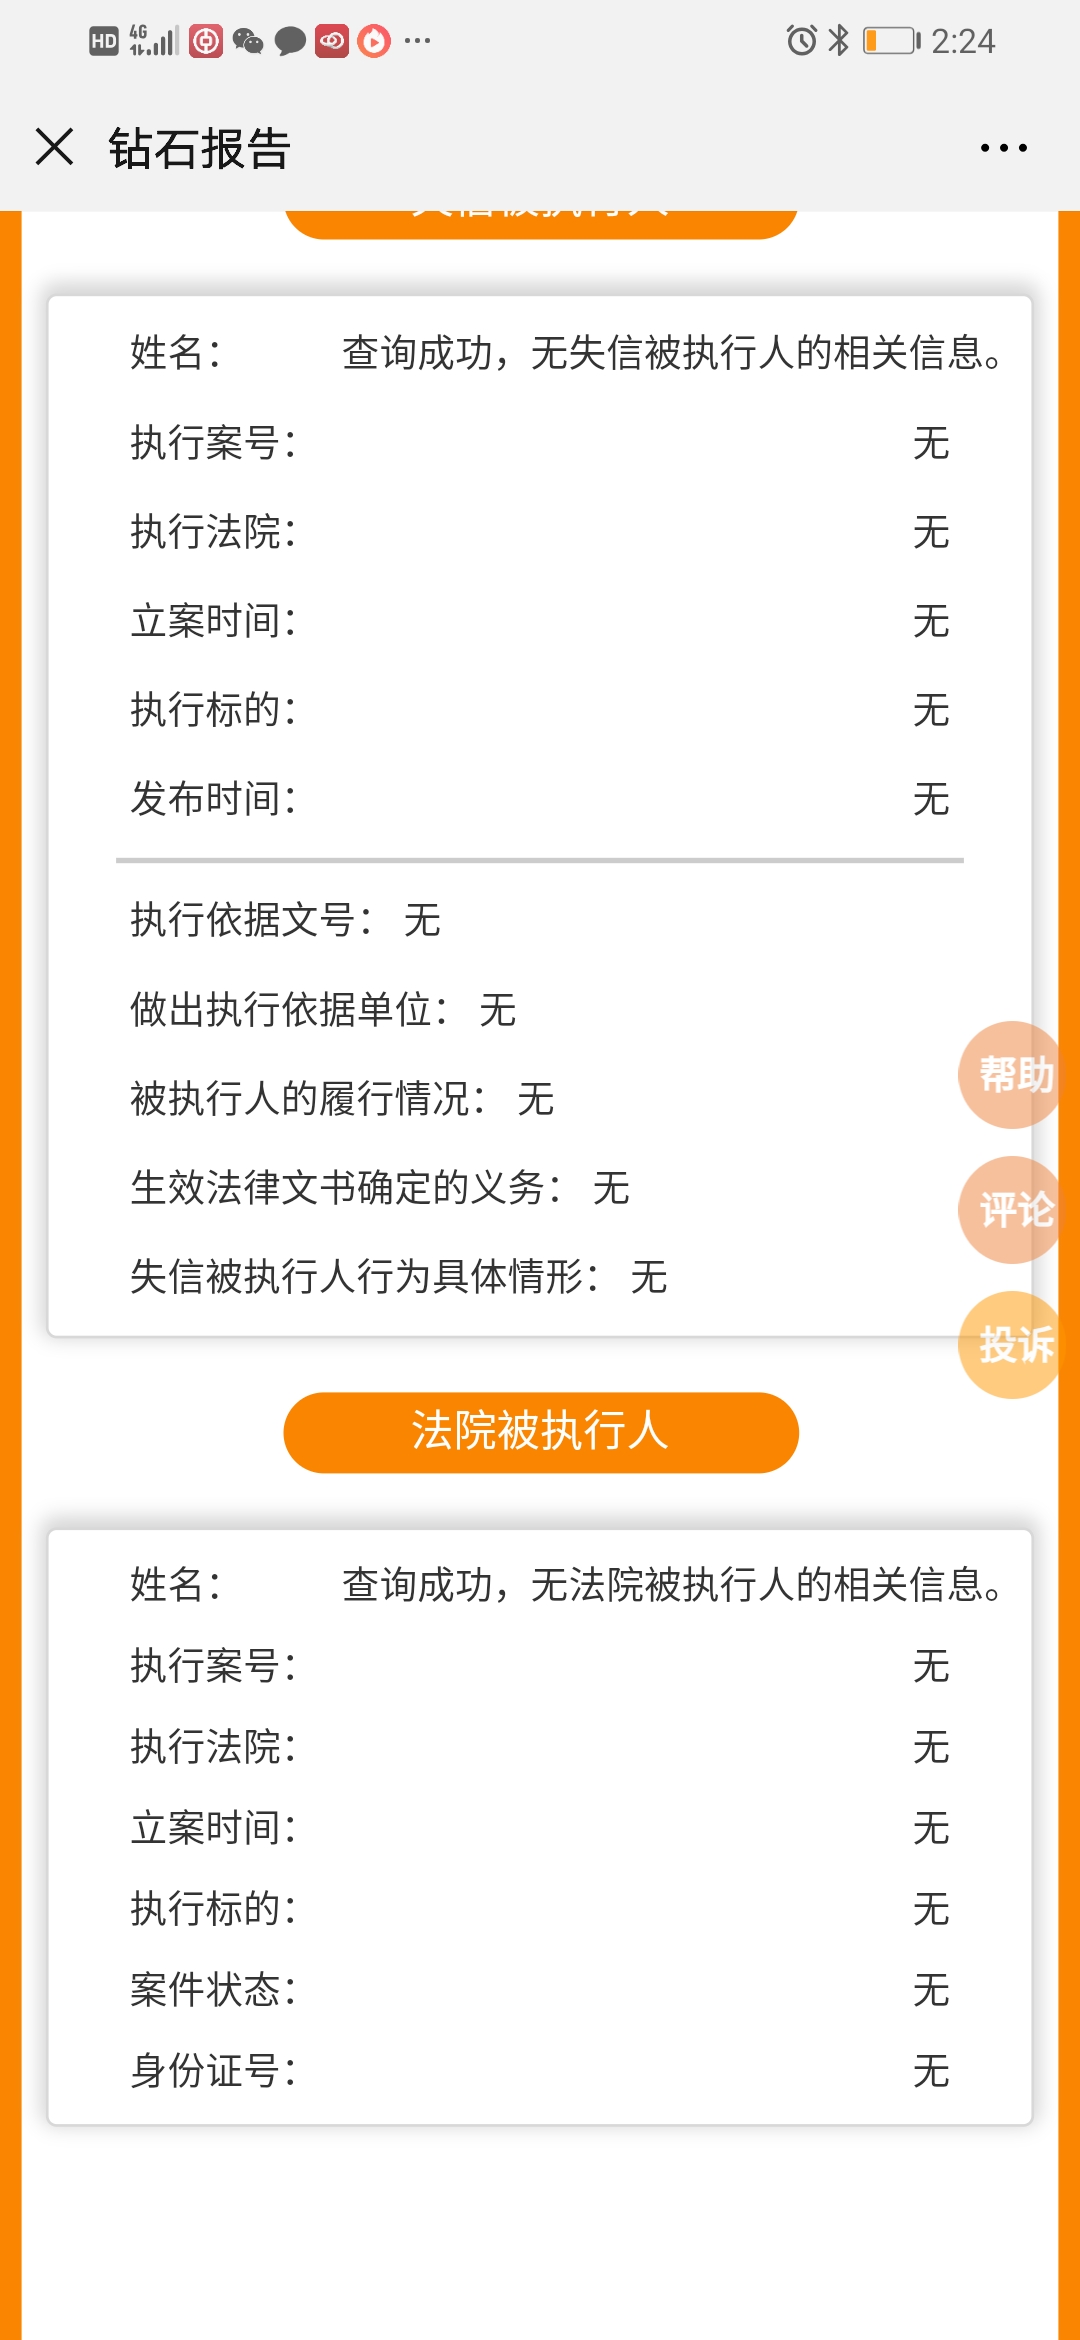 HD 4G 2:24
钻石报告
失信被执行人
姓名： 查询成功，无失信被执行人的相关信息。
执行案号： 无
执行法院： 无
立案时间： 无
执行标的： 无
发布时间： 无
执行依据文号： 无
做出执行依据单位： 无
被执行人的履行情况： 无
帮助
生效法律文书确定的义务： 无
评论
失信被执行人行为具体情形： 无
投诉
法院被执行人
姓名： 查询成功，无法院被执行人的相关信息。
执行案号： 无
执行法院： 无
立案时间： 无
执行标的： 无
案件状态： 无
身份证号： 无